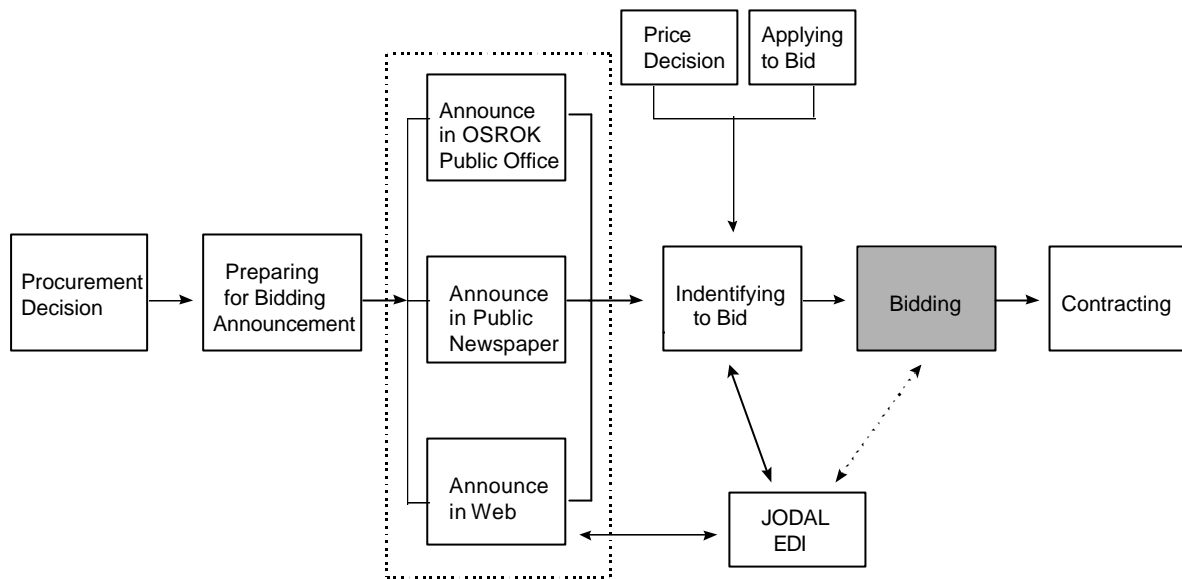 Price
Decision
Applying
to Bid
Announce
in OSROK
Public Office
Procurement
Decision
Preparing
for Bidding
Announcement
Announce
in Public
Newspaper
Indentifying
to Bid
Bidding
Contracting
Announce
in Web
JODAL
EDI